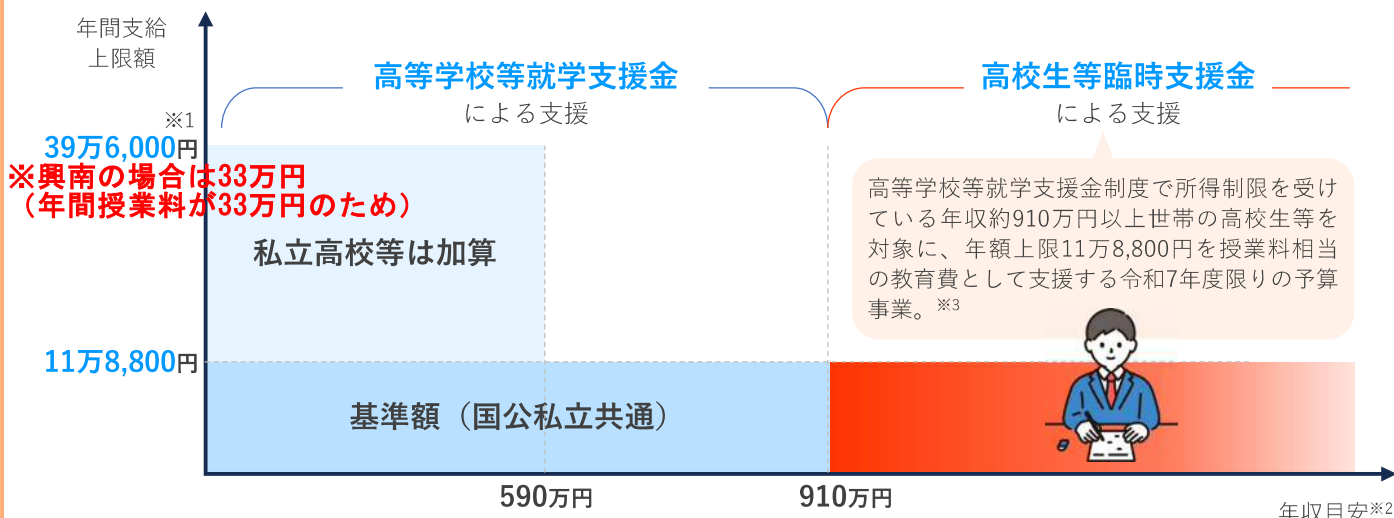 年間支給
上限額
高等学校等就学支援金
による支援
高校生等臨時支援金
による支援
※1
39万6,000円
※興南の場合は33万円
（年間授業料が33万円のため）
私立高校等は加算
高等学校等就学支援金制度で所得制限を受け
ている年収約910万円以上世帯の高校生等を
対象に、年額上限11万8,800円を授業料相当
の教育費として支援する令和7年度限りの予算
事業。※3
11万8,800円
基準額（国公私立共通）
590万円
910万円
年収目安※2